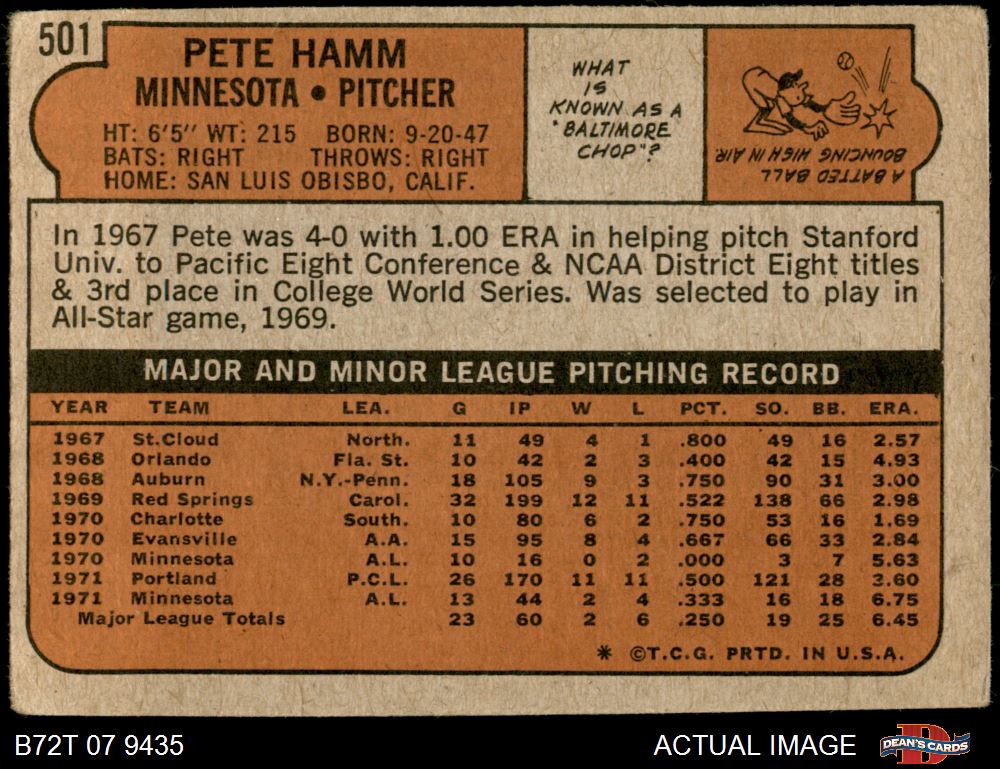 501
PETE HAMM
MINNESOTA • PITCHER
HT: 6'5" WT: 215 BORN: 9-20-47
BATS: RIGHT THROWS: RIGHT
HOME: SAN LUIS OBISBO, CALIF.
WHAT
IS
KNOWN AS A
"BALTIMORE
CHOP"?
A BATTED BALL
BOUNCING HIGH IN AIR.
In 1967 Pete was 4-0 with 1.00 ERA in helping pitch Stanford
Univ. to Pacific Eight Conference & NCAA District Eight titles
& 3rd place in College World Series. Was selected to play in
All-Star game, 1969.
MAJOR AND MINOR LEAGUE PITCHING RECORD
YEAR TEAM LEA. G IP W L PCT. SO. BB. ERA.
1967 St.Cloud North. 11 49 4 1 .800 49 16 2.57
1968 Orlando Fla. St. 10 42 2 3 .400 42 15 4.93
1968 Auburn N.Y.-Penn. 18 105 9 3 .750 90 31 3.00
1969 Red Springs Carol. 32 199 12 11 .522 138 66 2.98
1970 Charlotte South. 10 80 6 2 .750 53 16 1.69
1970 Evansville A.A. 15 95 8 4 .667 66 33 2.84
1970 Minnesota A.L. 10 16 0 2 .000 3 7 5.63
1971 Portland P.C.L. 26 170 11 11 .500 121 28 3.60
1971 Minnesota A.L. 13 44 2 4 .333 16 18 6.75
Major League Totals 23 60 2 6 .250 19 25 6.45
* ©T.C.G. PRTD. IN U.S.A.
B72T 07 9435
ACTUAL IMAGE
DEAN'S CARDS